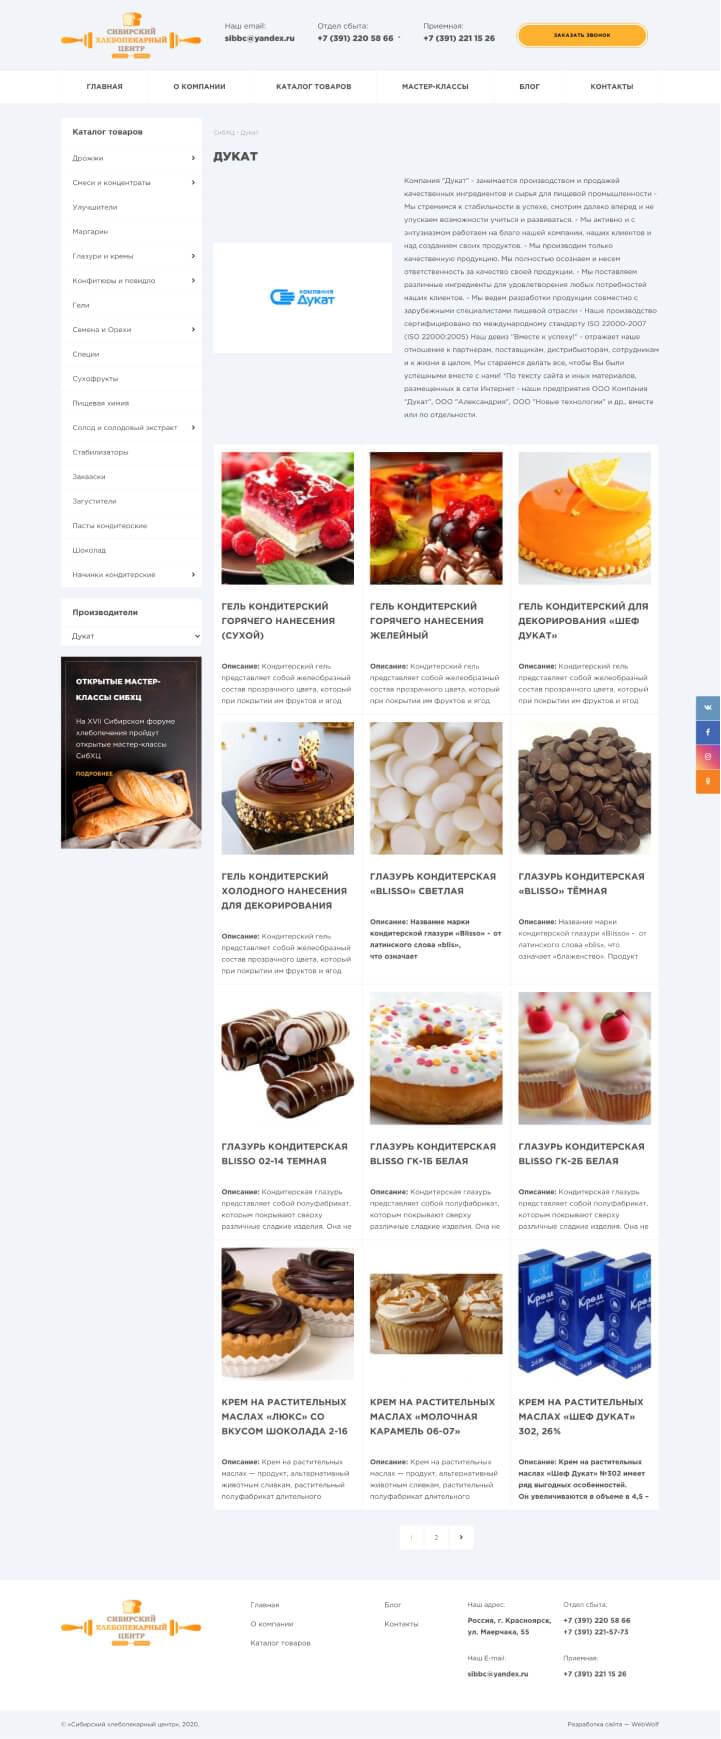 СИБИРСКИЙ
ХЛЕБОПЕКАРНЫЙ
ЦЕНТР
Наш email:
sibbc@yandex.ru
Отдел сбыта:
+7 (391) 220 58 66
Приемная:
+7 (391) 221 15 26
ЗАКАЗАТЬ ЗВОНОК
ГЛАВНАЯ
О КОМПАНИИ
КАТАЛОГ ТОВАРОВ
МАСТЕР-КЛАССЫ
БЛОГ
КОНТАКТЫ
Каталог товаров
Дрожжи
Смеси и концентраты
Улучшители
Маргарин
Глазури и кремы
Конфитюры и повидло
Гели
Семена и Орехи
Специи
Сухофрукты
Пищевая химия
Солод и солодовый экстракт
Стабилизаторы
Закваски
Загустители
Пасты кондитерские
Шоколад
Начинки кондитерские
Производители
Дукат
ОТКРЫТЫЕ МАСТЕР-
КЛАССЫ СИБХЦ
На XVII Сибирском форуме
хлебопечения пройдут
открытые мастер-классы
СибХЦ
ПОДРОБНЕЕ
СибХЦ - Дукат
ДУКАТ
компания
Дукат
Компания "Дукат" - занимается производством и продажей
качественных ингредиентов и сырья для пищевой промышленности -
Мы стремимся к стабильности в успехе, смотрим далеко вперед и не
упускаем возможности учиться и развиваться. - Мы активно и с
энтузиазмом работаем на благо нашей компании, наших клиентов и
над созданием своих продуктов. - Мы производим только
качественную продукцию. Мы полностью осознаем и несем
ответственность за качество своей продукции. - Мы поставляем
различные ингредиенты для удовлетворения любых потребностей
наших клиентов. - Мы ведем разработки продукции совместно с
зарубежными специалистами пищевой отрасли - Наше производство
сертифицировано по международному стандарту ISO 22000-2007
(ISO 22000:2005) Наш девиз "Вместе к успеху!" - отражает наше
отношение к партнерам, поставщикам, дистрибьюторам, сотрудникам
и к жизни в целом. Мы стараемся делать все, чтобы Вы были
успешными вместе с нами! *По тексту сайта и иных материалов,
размещенных в сети Интернет - наши предприятия ООО Компания
"Дукат", ООО "Александрия", ООО "Новые технологии" и др., вместе
или по отдельности.
ГЕЛЬ КОНДИТЕРСКИЙ
ГОРЯЧЕГО НАНЕСЕНИЯ
(СУХОЙ)
Описание: Кондитерский гель
представляет собой желеобразный
состав прозрачного цвета, который
при покрытии им фруктов и ягод
ГЕЛЬ КОНДИТЕРСКИЙ
ГОРЯЧЕГО НАНЕСЕНИЯ
ЖЕЛЕЙНЫЙ
Описание: Кондитерский гель
представляет собой желеобразный
состав прозрачного цвета, который
при покрытии им фруктов и ягод
ГЕЛЬ КОНДИТЕРСКИЙ ДЛЯ
ДЕКОРИРОВАНИЯ «ШЕФ
ДУКАТ»
Описание: Кондитерский гель
представляет собой желеобразный
состав прозрачного цвета, который
при покрытии им фруктов и ягод
ГЕЛЬ КОНДИТЕРСКИЙ
ХОЛОДНОГО НАНЕСЕНИЯ
ДЛЯ ДЕКОРИРОВАНИЯ
Описание: Кондитерский гель
представляет собой желеобразный
состав прозрачного цвета, который
при покрытии им фруктов и ягод
ГЛАЗУРЬ КОНДИТЕРСКАЯ
«BLISSO» СВЕТЛАЯ
Описание: Название марки
кондитерской глазури «Blisso» - от
латинского слова «blis»,
что означает
ГЛАЗУРЬ КОНДИТЕРСКАЯ
«BLISSO» ТЁМНАЯ
Описание: Название марки
кондитерской глазури «Blisso» - от
латинского слова «blis», что
означает «блаженство». Продукт
ГЛАЗУРЬ КОНДИТЕРСКАЯ
BLISSO 02-14 ТЕМНАЯ
Описание: Кондитерская глазурь
представляет собой полуфабрикат,
которым покрывают сверху
различные сладкие изделия. Она не
ГЛАЗУРЬ КОНДИТЕРСКАЯ
BLISSO ГК-1Б БЕЛАЯ
Описание: Кондитерская глазурь
представляет собой полуфабрикат,
которым покрывают сверху
различные сладкие изделия. Она не
ГЛАЗУРЬ КОНДИТЕРСКАЯ
BLISSO ГК-2Б БЕЛАЯ
Описание: Кондитерская глазурь
представляет собой полуфабрикат,
которым покрывают сверху
различные сладкие изделия. Она не
КРЕМ НА РАСТИТЕЛЬНЫХ
МАСЛАХ «ЛЮКС» СО
ВКУСОМ ШОКОЛАДА 2-16
Описание: Крем на растительных
маслах — продукт, альтернативный
животным сливкам, растительный
полуфабрикат длительного
КРЕМ НА РАСТИТЕЛЬНЫХ
МАСЛАХ «МОЛОЧНАЯ
КАРАМЕЛЬ 06-07»
Описание: Крем на растительных
маслах — продукт, альтернативный
животным сливкам, растительный
полуфабрикат длительного
Крем
КРЕМ НА РАСТИТЕЛЬНЫХ
МАСЛАХ «ШЕФ ДУКАТ»
302, 26%
Описание: Крем на растительных
маслах «Шеф Дукат» №302 имеет
ряд выгодных особенностей.
Он увеличиваются в объеме в 4,5 –
1
2
СИБИРСКИЙ
ХЛЕБОПЕКАРНЫЙ
ЦЕНТР
Главная
О компании
Каталог товаров
Блог
Контакты
Наш адрес:
Россия, г. Красноярск,
ул. Маерчака, 55
Наш E-mail:
sibbc@yandex.ru
Отдел сбыта:
+7 (391) 220 58 66
+7 (391) 221-57-73
Приемная:
+7 (391) 221 15 26
© «Сибирский хлебопекарный центр», 2020.
Разработка сайта — WebWolf